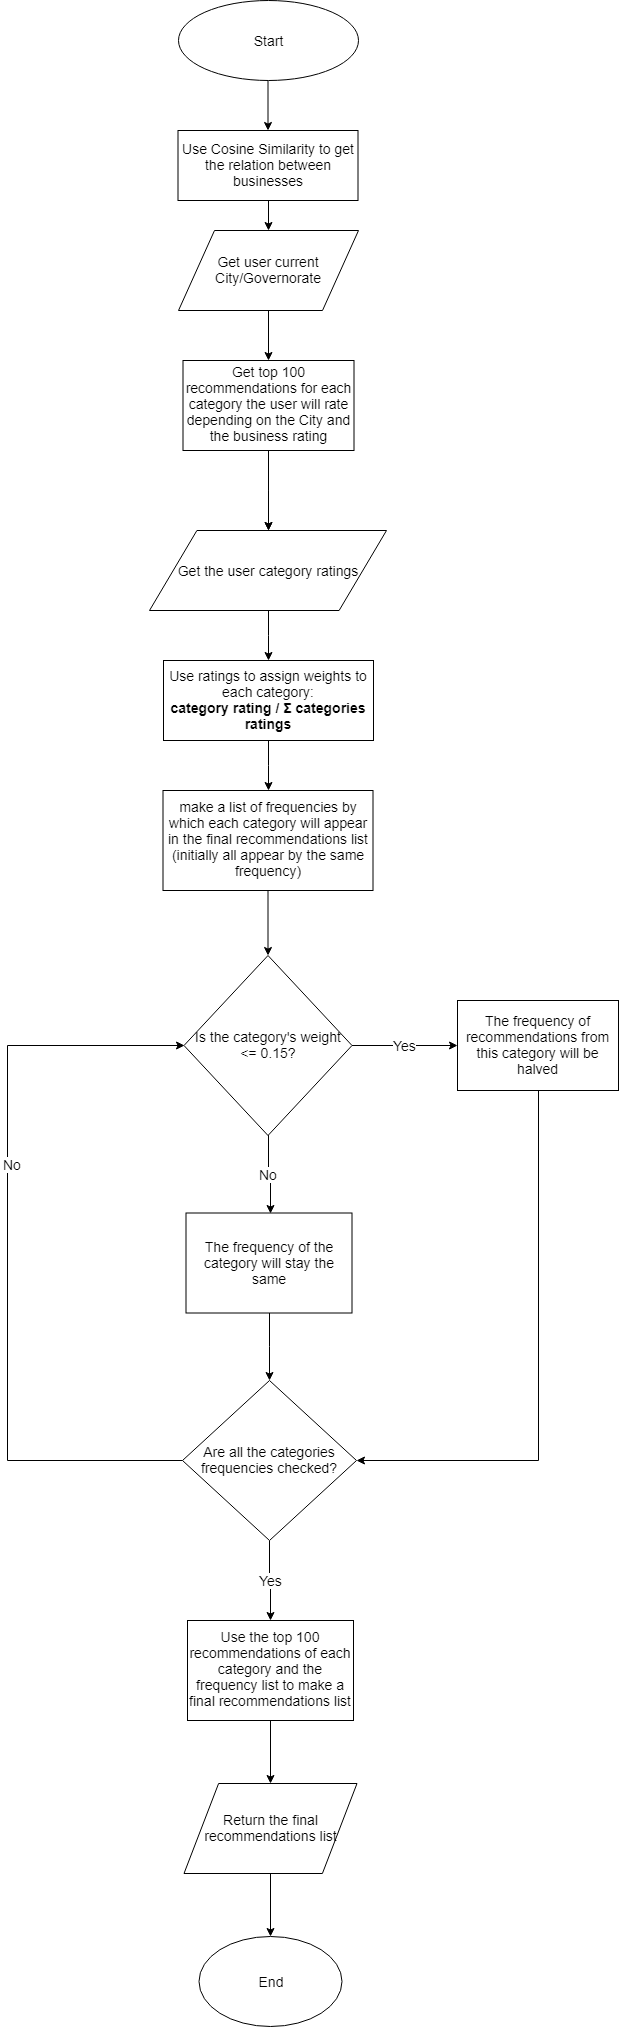 Start
Use Cosine Similarity to get
the relation between
businesses
Get user current
City/Governorate
Get top 100
recommendations for each
category the user will rate
depending on the City and
the business rating
Get the user category ratings
Use ratings to assign weights to
each category:
category rating / Σ categories
ratings
make a list of frequencies by
which each category will appear
in the final recommendations list
(initially all appear by the same
frequency)
Is the category's weight
<= 0.15?
Yes
The frequency of
recommendations from
this category will be
halved
No
No
The frequency of the
category will stay the
same
Are all the categories
frequencies checked?
Yes
Use the top 100
recommendations of each
category and the
frequency list to make a
final recommendations list
Return the final
recommendations list
End